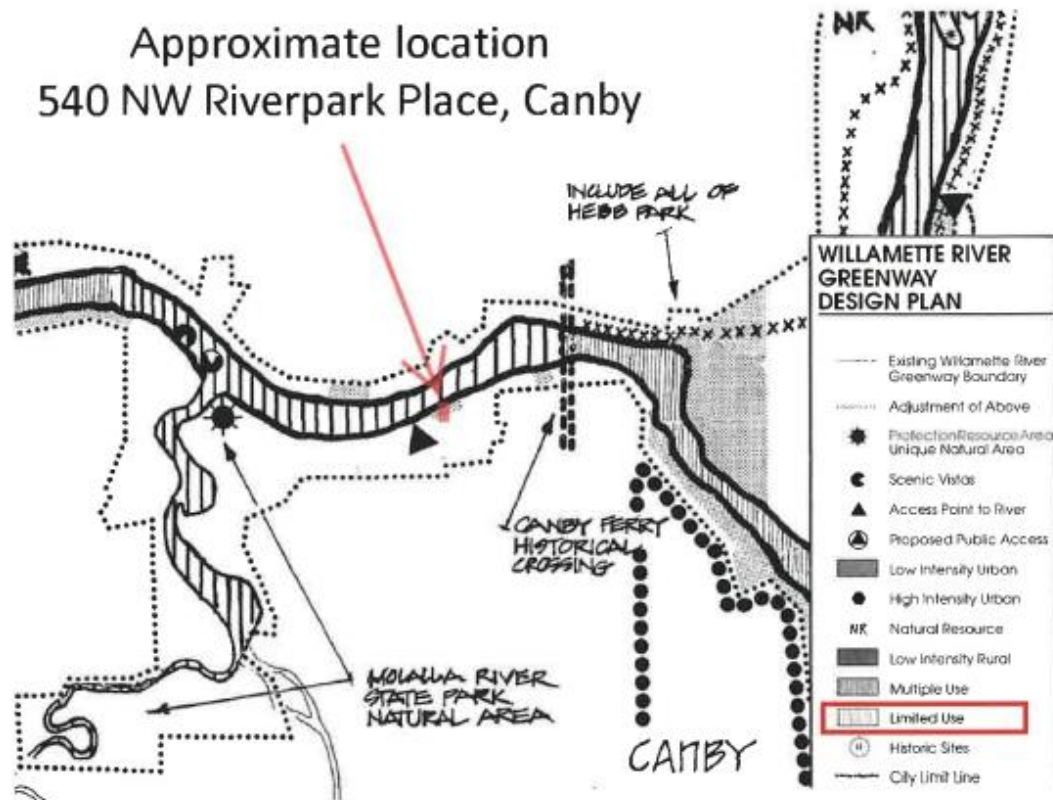 Approximate location
540 NW Riverpark Place, Canby
NR
INCLUDE ALL OF
HEBB PARK
CANBY FERRY
HISTORICAL
CROSSING
MOLALLA RIVER
STATE PARK
NATURAL AREA
CANBY
WILLAMETTE RIVER
GREENWAY
DESIGN PLAN
Existing Willamette River
Greenway Boundary
Adjustment of Above
Protection Resource Area
Unique Natural Area
Scenic Vistas
Access Point to River
Proposed Public Access
Low Intensity Urban
High Intensity Urban
NR Natural Resource
Low Intensity Rural
Multiple Use
Limited Use
H Historic Sites
City Limit Line